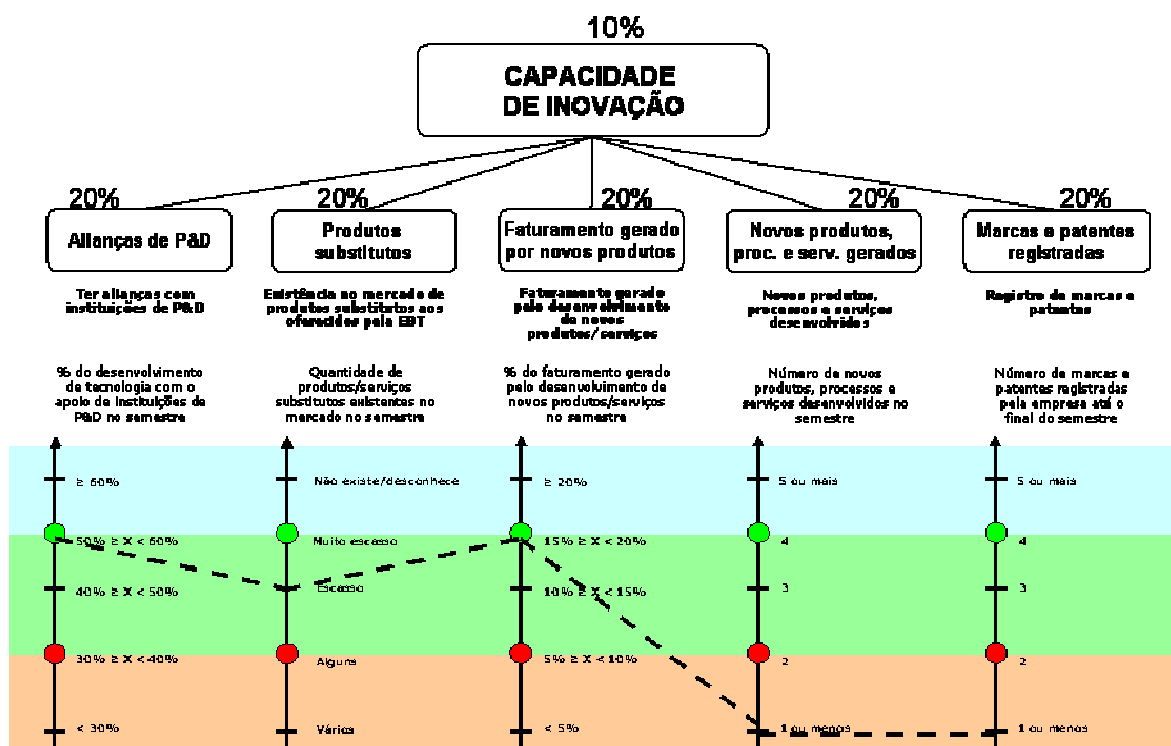 10%
CAPACIDADE
DE INOVAÇÃO
20%
20%
20%
20%
20%
Alianças de P&D
Produtos
substitutos
Faturamento gerado
por novos produtos
Novos produtos,
proc. e serv. gerados
Marcas e patentes
registradas
Ter alianças com
instituições de P&D
Existência no mercado de
produtos substitutos aos
oferecidos pela EBT
Faturamento gerado
pelo desenvolvimento
de novos
produtos/serviços
Novos produtos,
processos e serviços
desenvolvidos
Registro de marcas e
patentes
% do desenvolvimento
de tecnologia com o
apoio de instituições de
P&D no semestre
Quantidade de
produtos/serviços
substitutos existentes no
mercado no semestre
% do faturamento gerado
pelo desenvolvimento de
novos produtos/serviços
no semestre
Número de novos
produtos, processos e
serviços desenvolvidos no
semestre
Número de marcas e
patentes registradas
pela empresa até o
final do semestre
≥ 60%
Não existe/desconhece
≥ 20%
5 ou mais
5 ou mais
50% ≥ X < 60%
Muito escasso
15% ≥ X < 20%
4
4
40% ≥ X < 50%
Escasso
10% ≥ X < 15%
3
3
30% ≥ X < 40%
Alguns
5% ≥ X < 10%
2
2
< 30%
Vários
< 5%
1 ou menos
1 ou menos